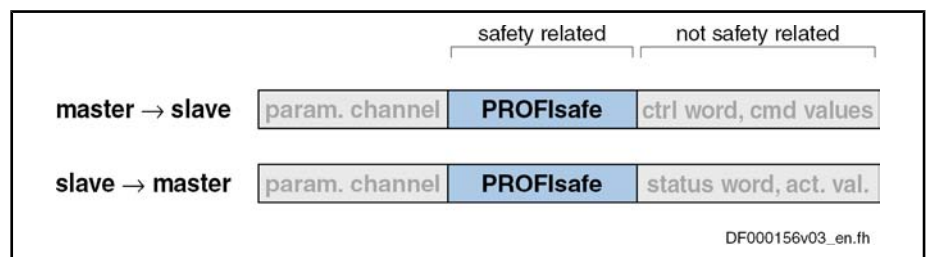 safety related not safety related
master → slave param. channel PROFIsafe ctrl word, cmd values
slave → master param. channel PROFIsafe status word, act. val.
DF000156v03_en.fh